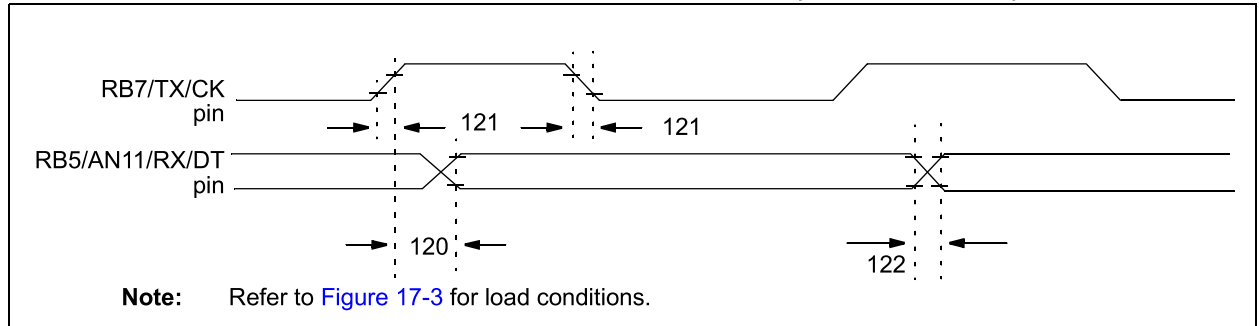 RB7/TX/CK
pin
121
121
RB5/AN11/RX/DT
pin
120
122
Note: Refer to Figure 17-3 for load conditions.